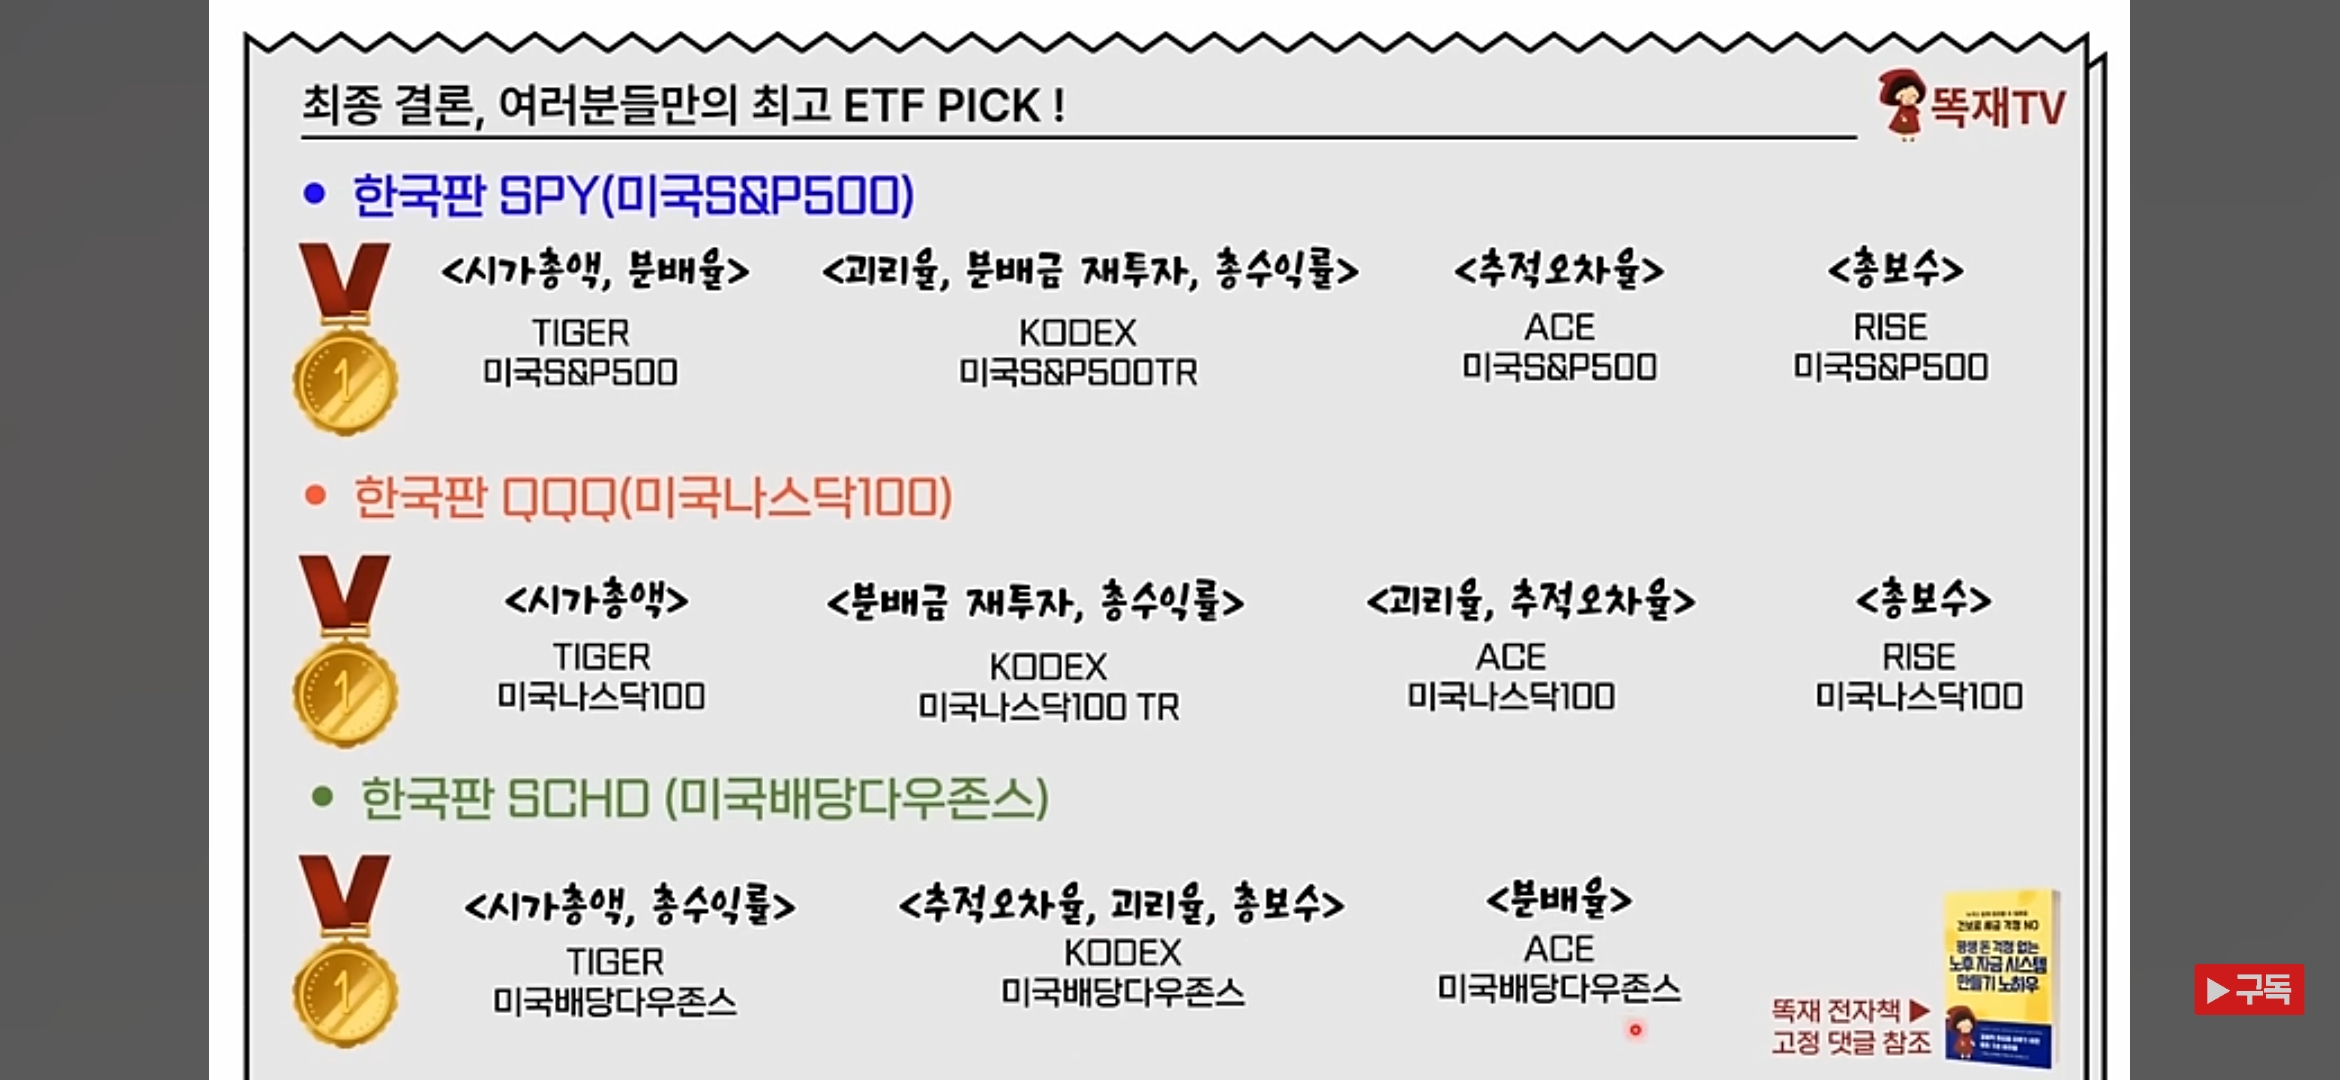 최종 결론, 여러분들만의 최고 ETF PICK !
똑재TV
• 한국판 SPY(미국S&P500)
1
<시가총액, 분배율>
TIGER
미국S&P500
<괴리율, 분배금 재투자, 총수익률>
KODEX
미국S&P500TR
<추적오차율>
ACE
미국S&P500
<총보수>
RISE
미국S&P500
• 한국판 QQQ(미국나스닥100)
1
<시가총액>
TIGER
미국나스닥100
<분배금 재투자, 총수익률>
KODEX
미국나스닥100 TR
<괴리율, 추적오차율>
ACE
미국나스닥100
<총보수>
RISE
미국나스닥100
• 한국판 SCHD (미국배당다우존스)
1
<시가총액, 총수익률>
TIGER
미국배당다우존스
<추적오차율, 괴리율, 총보수>
KODEX
미국배당다우존스
<분배율>
ACE
미국배당다우존스
똑재 전자책 ▶
고정 댓글 참조
건보료 세금 걱정 NO
평생 돈 걱정 없는
노후 자금 시스템
만들기 노하우
▶구독